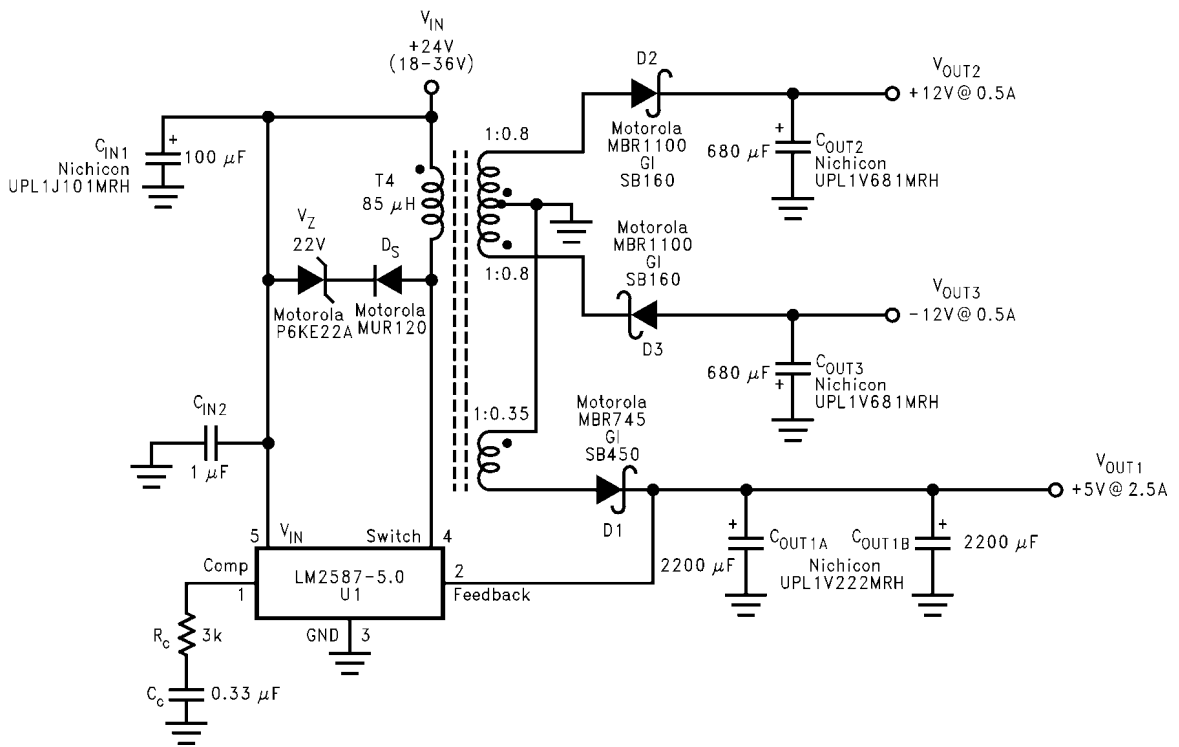 V_IN
+24V
(18-36V)
C_IN1
Nichicon
UPL1J101MRH
+
100 μF
T4
85 μH
V_Z
22V
Motorola
P6KE22A
D_S
Motorola
MUR120
C_IN2
1 μF
1:0.8
1:0.8
1:0.35
D2
Motorola
MBR1100
GI
SB160
V_OUT2
+12V@0.5A
+
680 μF
C_OUT2
Nichicon
UPL1V681MRH
Motorola
MBR1100
GI
SB160
D3
V_OUT3
-12V@0.5A
680 μF
+
C_OUT3
Nichicon
UPL1V681MRH
Motorola
MBR745
GI
SB450
D1
V_OUT1
+5V@2.5A
+
2200 μF
C_OUT1A
C_OUT1B
Nichicon
UPL1V222MRH
+
2200 μF
5
V_IN
Switch
4
Comp
1
LM2587-5.0
U1
2
Feedback
GND
3
R_c
3k
C_c
0.33 μF